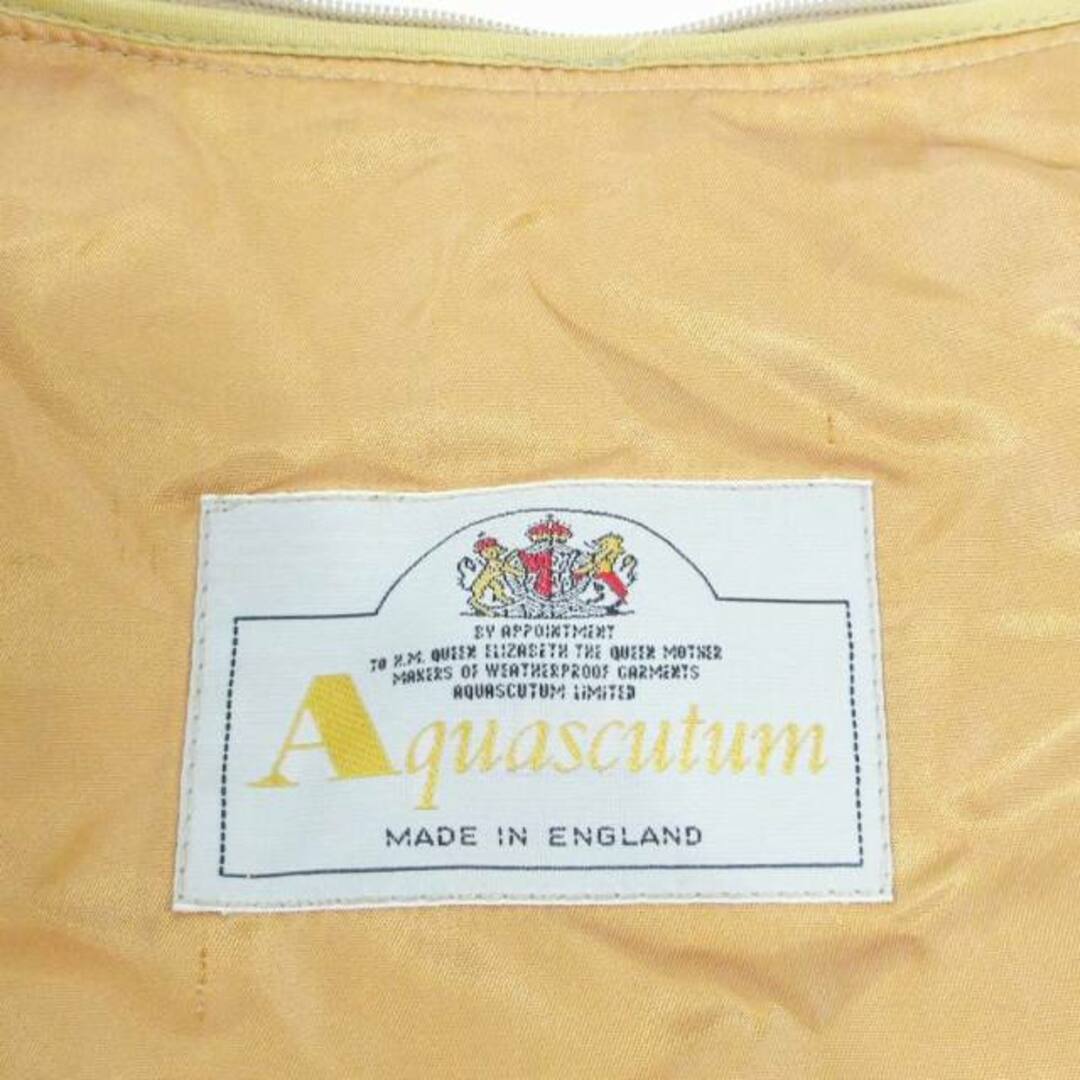 BY APPOINTMENT
TO H.M. QUEEN ELIZABETH THE QUEEN MOTHER
MAKERS OF WEATHERPROOF GARMENTS
AQUASCUTUM LIMITED
Aquascutum
MADE IN ENGLAND